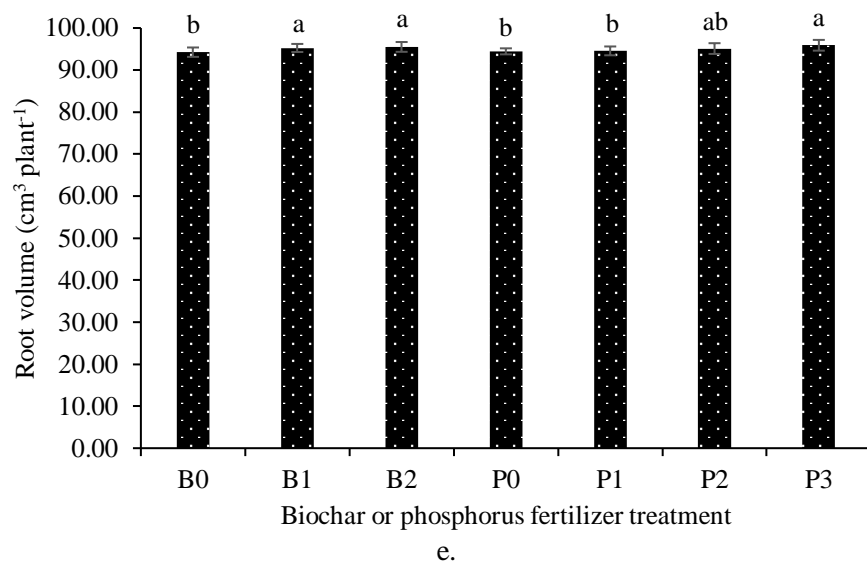 b a a b b ab a
100.00
90.00
80.00
70.00
60.00
50.00
40.00
30.00
20.00
10.00
0.00
Root volume (cm³ plant⁻¹)
B0 B1 B2 P0 P1 P2 P3
Biochar or phosphorus fertilizer treatment
e.